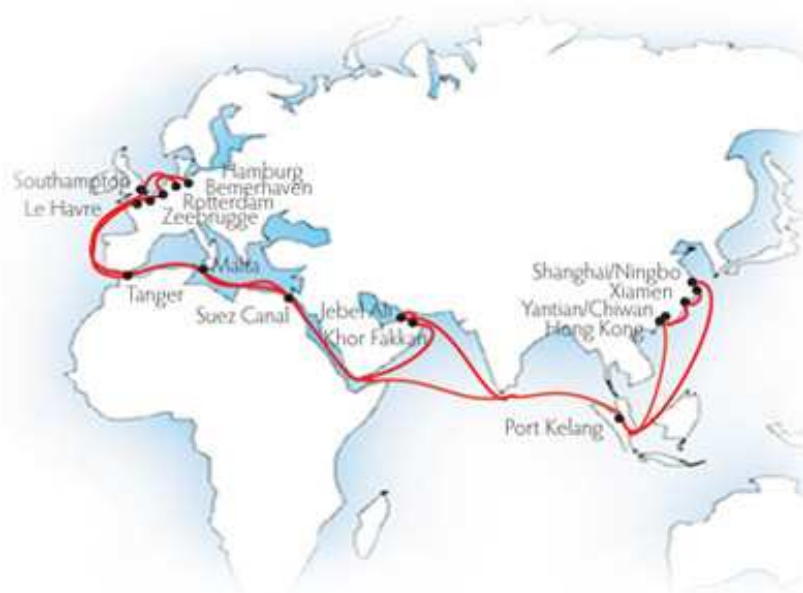 Hamburg
Southampton
Bemerhaven
Rotterdam
Le Havre
Zeebrugge
Malta
Tanger
Suez Canal
Jebel Ali
Khor Fakkan
Shanghai/Ningbo
Xiamen
Yantian/Chiwan
Hong Kong
Port Kelang